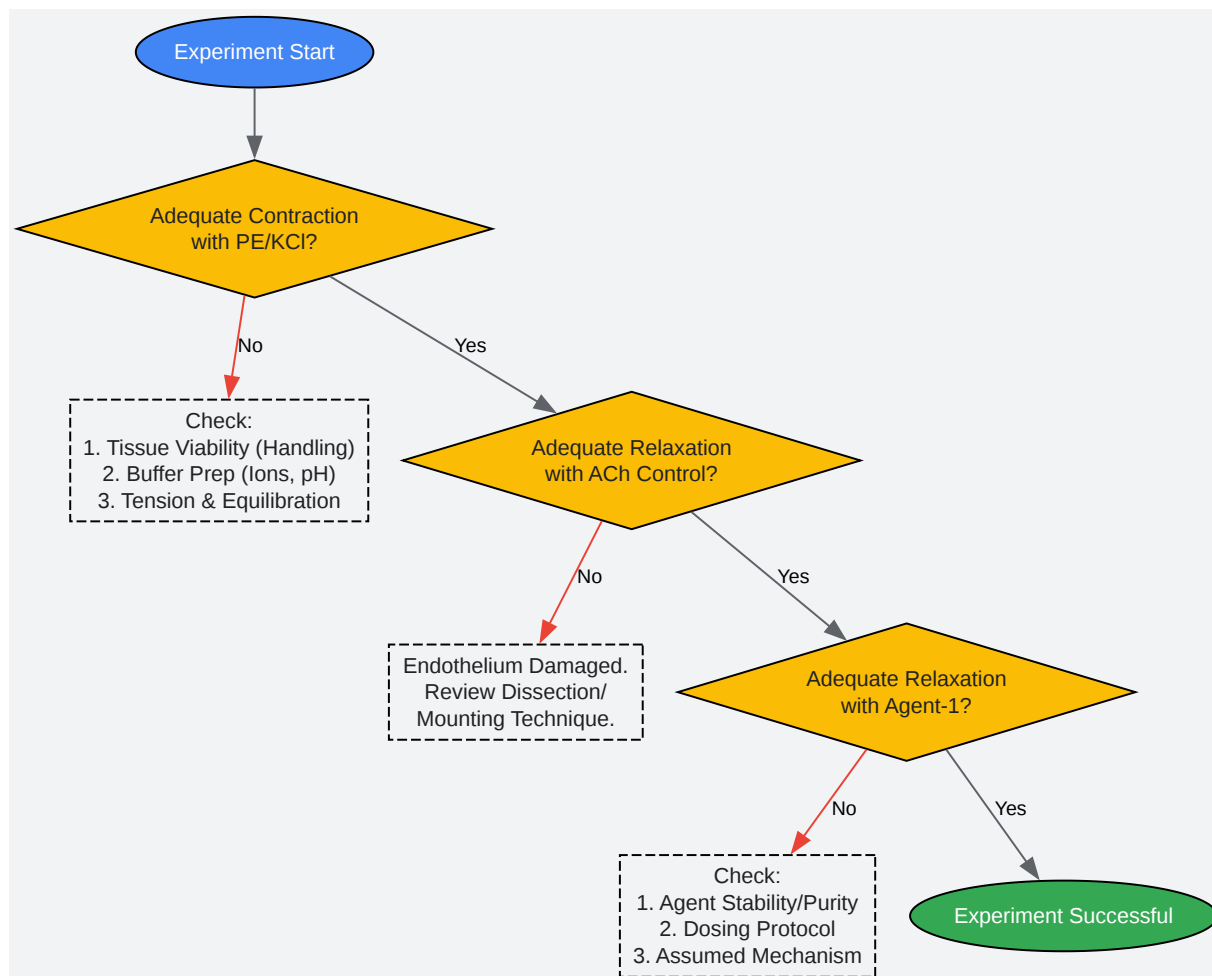 Experiment Start
Adequate Contraction
with PE/KCl?
No
Yes
Check:
1. Tissue Viability (Handling)
2. Buffer Prep (Ions, pH)
3. Tension & Equilibration
Adequate Relaxation
with ACh Control?
No
Yes
Endothelium Damaged.
Review Dissection/
Mounting Technique.
Adequate Relaxation
with Agent-1?
No
Yes
Check:
1. Agent Stability/Purity
2. Dosing Protocol
3. Assumed Mechanism
Experiment Successful